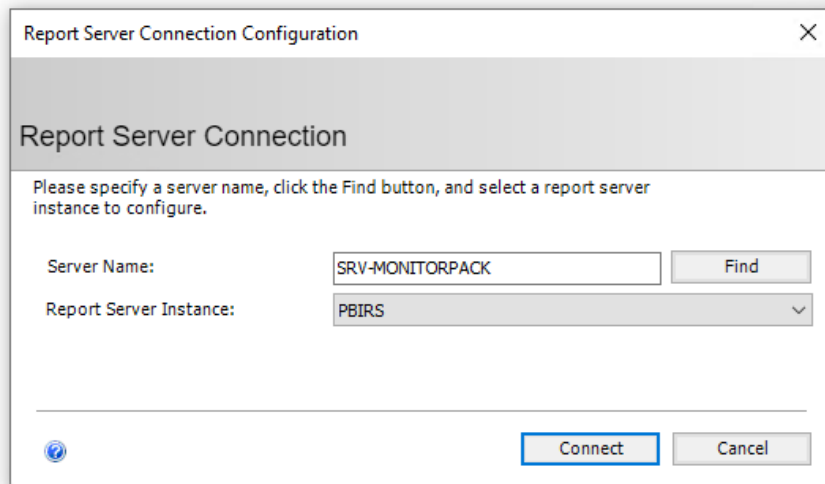 Report Server Connection Configuration
Report Server Connection
Please specify a server name, click the Find button, and select a report server
instance to configure.
Server Name:
SRV-MONITORPACK
Find
Report Server Instance:
PBIRS
Connect
Cancel